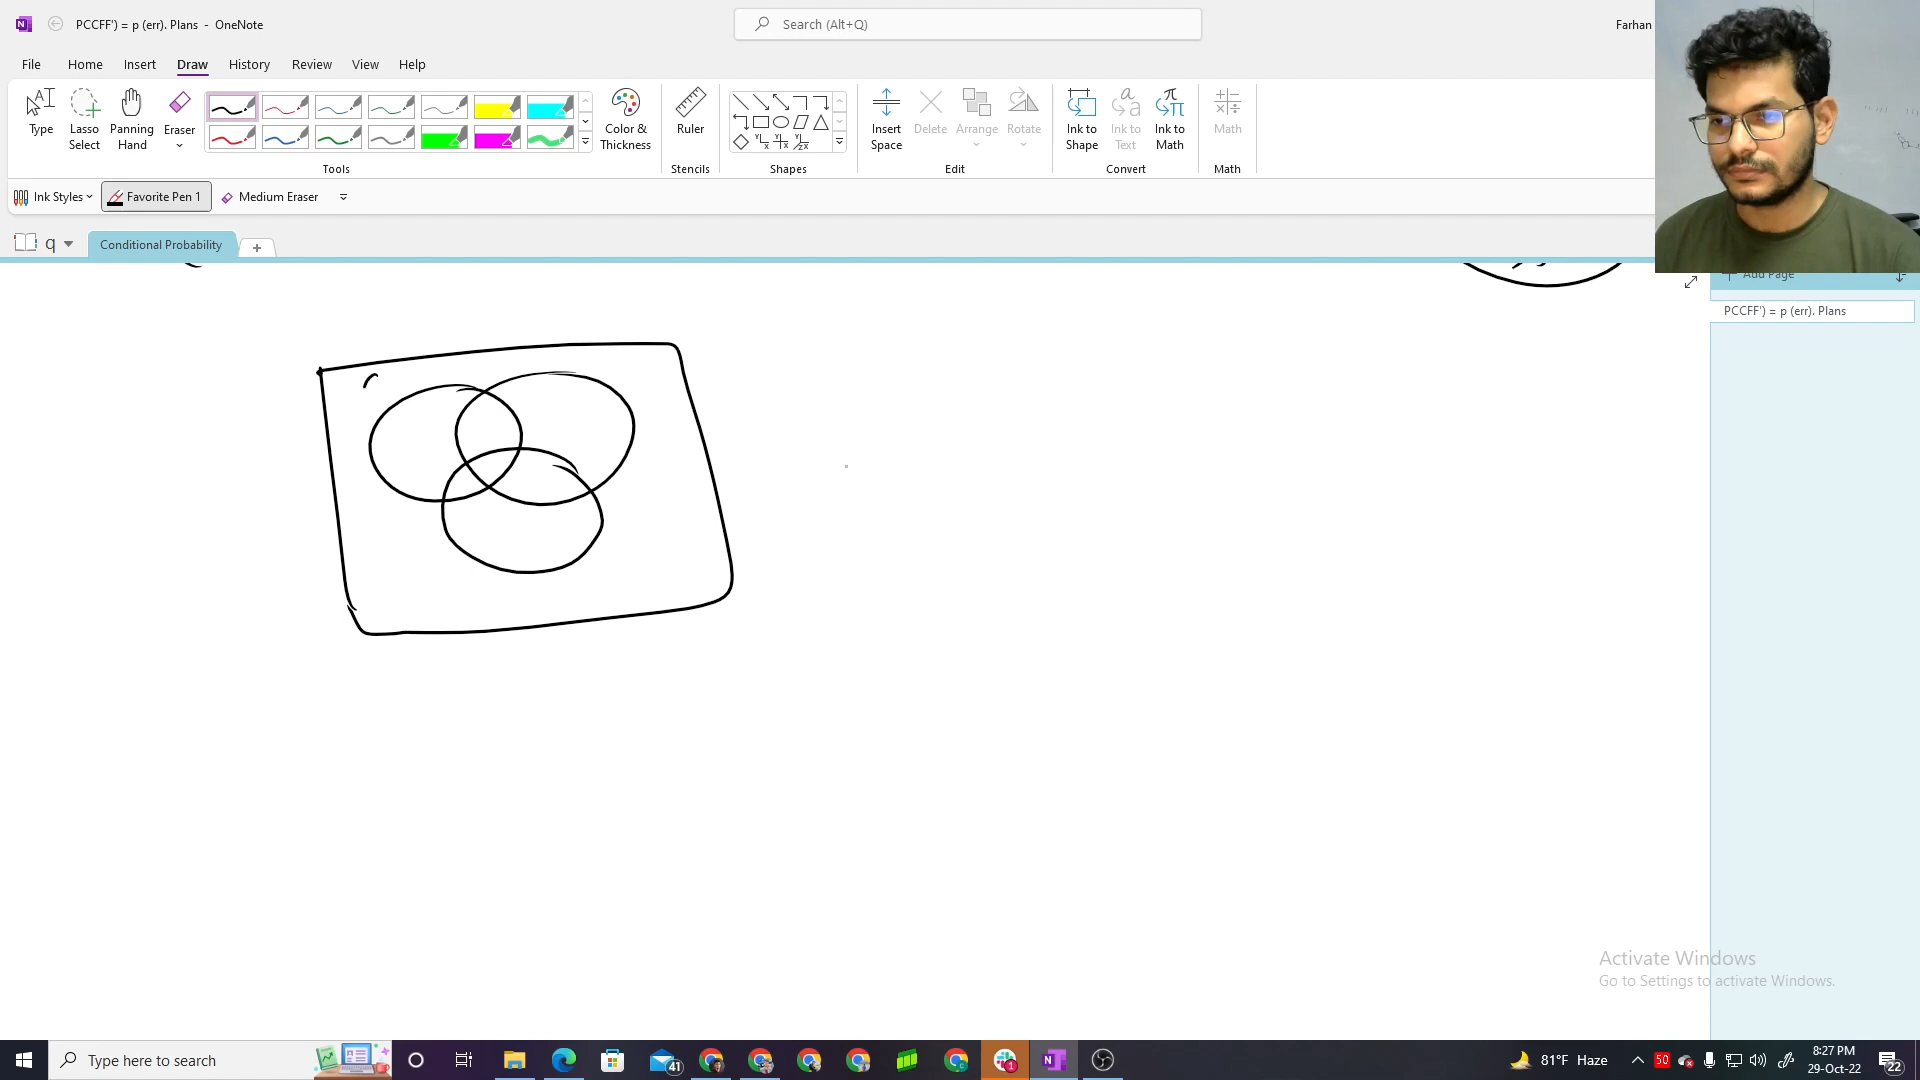 PCCFF') = p (err). Plans - OneNote
Search (Alt+Q)
Farhan
File Home Insert Draw History Review View Help
Type
Lasso Select
Panning Hand
Eraser
Color & Thickness
Ruler
Insert Space
Delete
Arrange
Rotate
Ink to Shape
Ink to Text
Ink to Math
Math
Tools Stencils Shapes Edit Convert Math
Ink Styles Favorite Pen 1 Medium Eraser
q Conditional Probability
Add Page
PCCFF') = p (err). Plans
Activate Windows
Go to Settings to activate Windows.
Type here to search
41
1
81°F Haze
50
8:27 PM
29-Oct-22
22